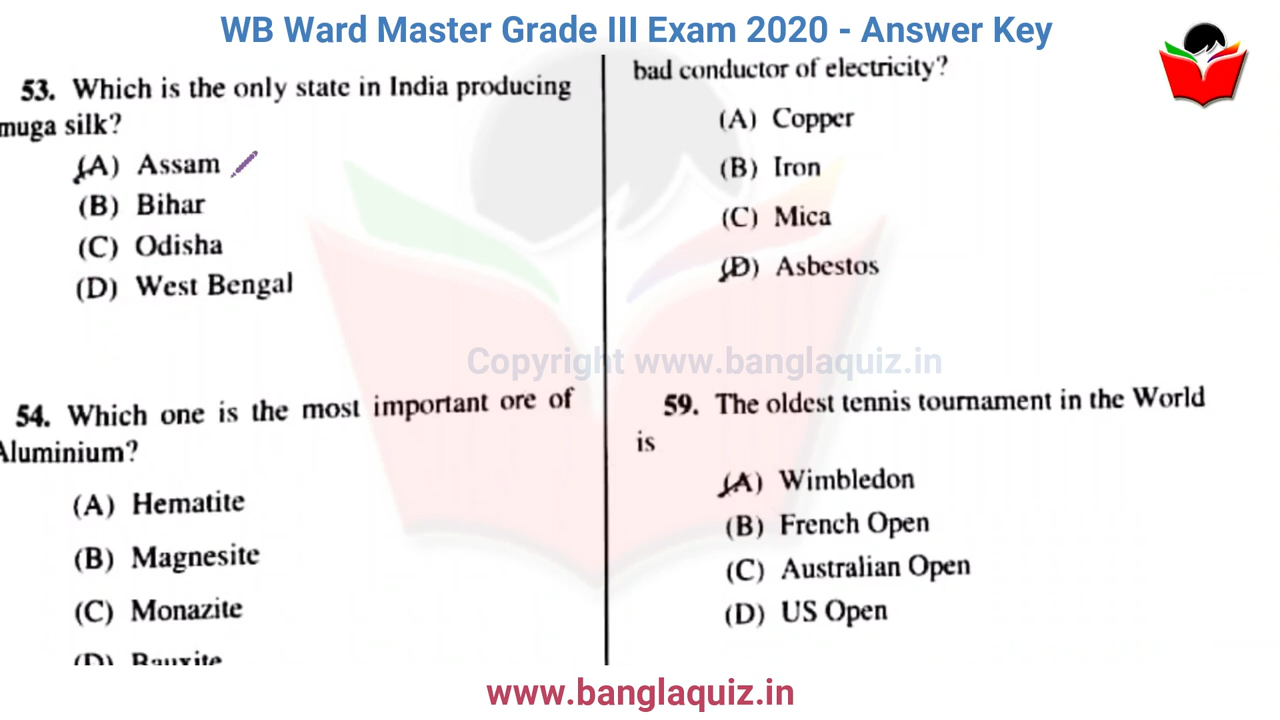 WB Ward Master Grade III Exam 2020 - Answer Key
53. Which is the only state in India producing
muga silk?
(A) Assam
(B) Bihar
(C) Odisha
(D) West Bengal
54. Which one is the most important ore of
Aluminium?
(A) Hematite
(B) Magnesite
(C) Monazite
(D) Bauxite
bad conductor of electricity?
(A) Copper
(B) Iron
(C) Mica
(D) Asbestos
59. The oldest tennis tournament in the World
is
(A) Wimbledon
(B) French Open
(C) Australian Open
(D) US Open
Copyright www.banglaquiz.in
www.banglaquiz.in